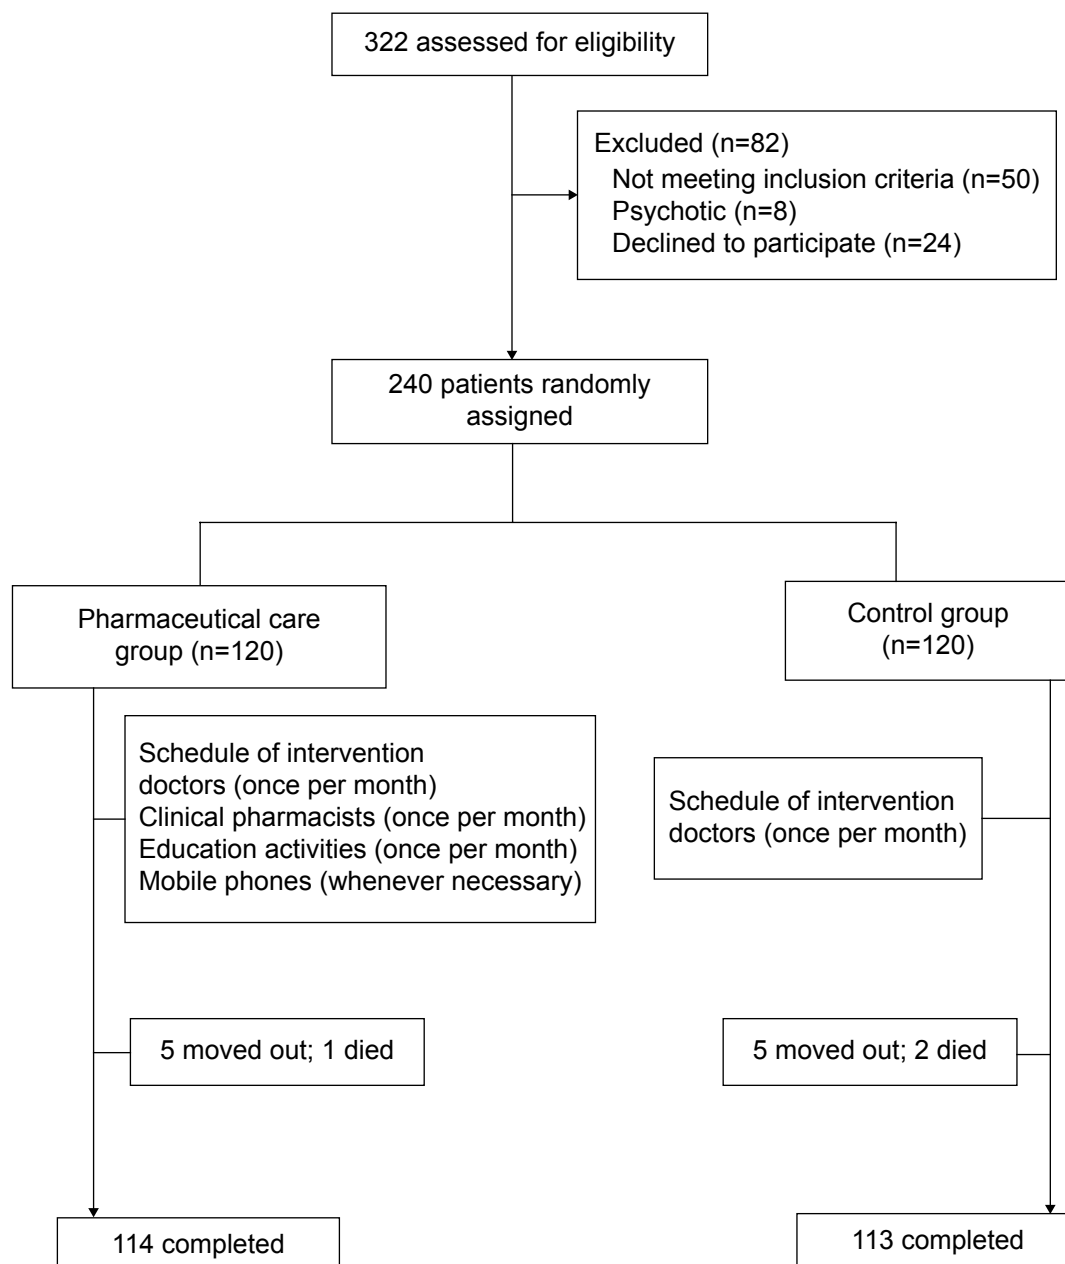 322 assessed for eligibility
Excluded (n=82)
Not meeting inclusion criteria (n=50)
Psychotic (n=8)
Declined to participate (n=24)
240 patients randomly
assigned
Pharmaceutical care
group (n=120)
Control group
(n=120)
Schedule of intervention
doctors (once per month)
Clinical pharmacists (once per month)
Education activities (once per month)
Mobile phones (whenever necessary)
Schedule of intervention
doctors (once per month)
5 moved out; 1 died
5 moved out; 2 died
114 completed
113 completed